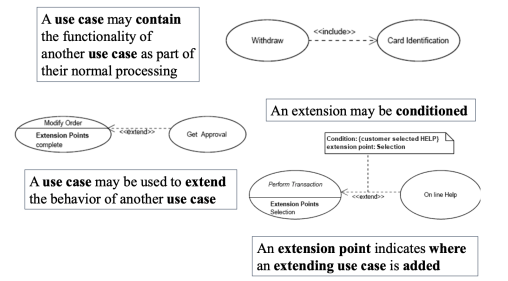 A use case may contain
the functionality of
another use case as part of
their normal processing
Withdraw
<<include>>
Card Identification
An extension may be conditioned
Modify Order
Extension Points
complete
<<extend>>
Get Approval
Condition: {customer selected HELP}
extension point: Selection
A use case may be used to extend
the behavior of another use case
Perform Transaction
Extension Points
Selection
<<extend>>
On line Help
An extension point indicates where
an extending use case is added